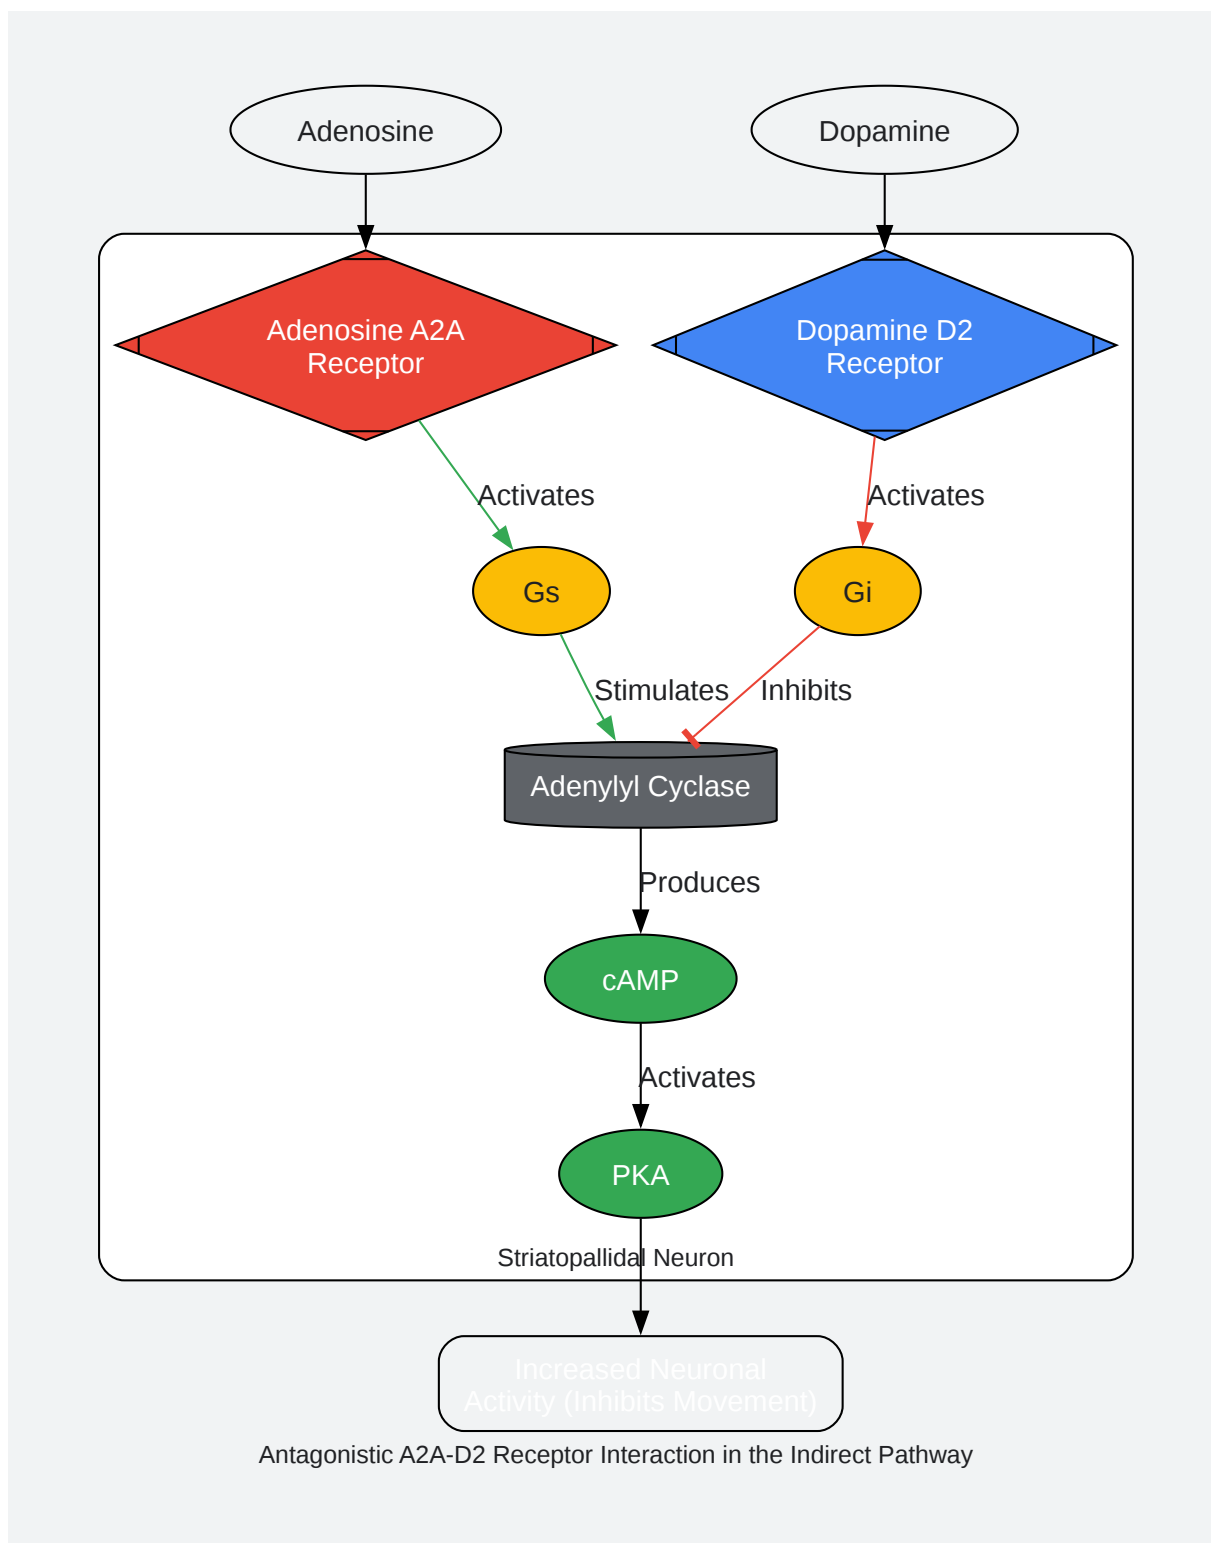 Adenosine
Dopamine
Adenosine A2A
Receptor
Dopamine D2
Receptor
Activates
Activates
Gs
Gi
Stimulates
Inhibits
Adenylyl Cyclase
Produces
cAMP
Activates
PKA
Striatopallidal Neuron
Increased Neuronal
Activity (Inhibits Movement)
Antagonistic A2A-D2 Receptor Interaction in the Indirect Pathway